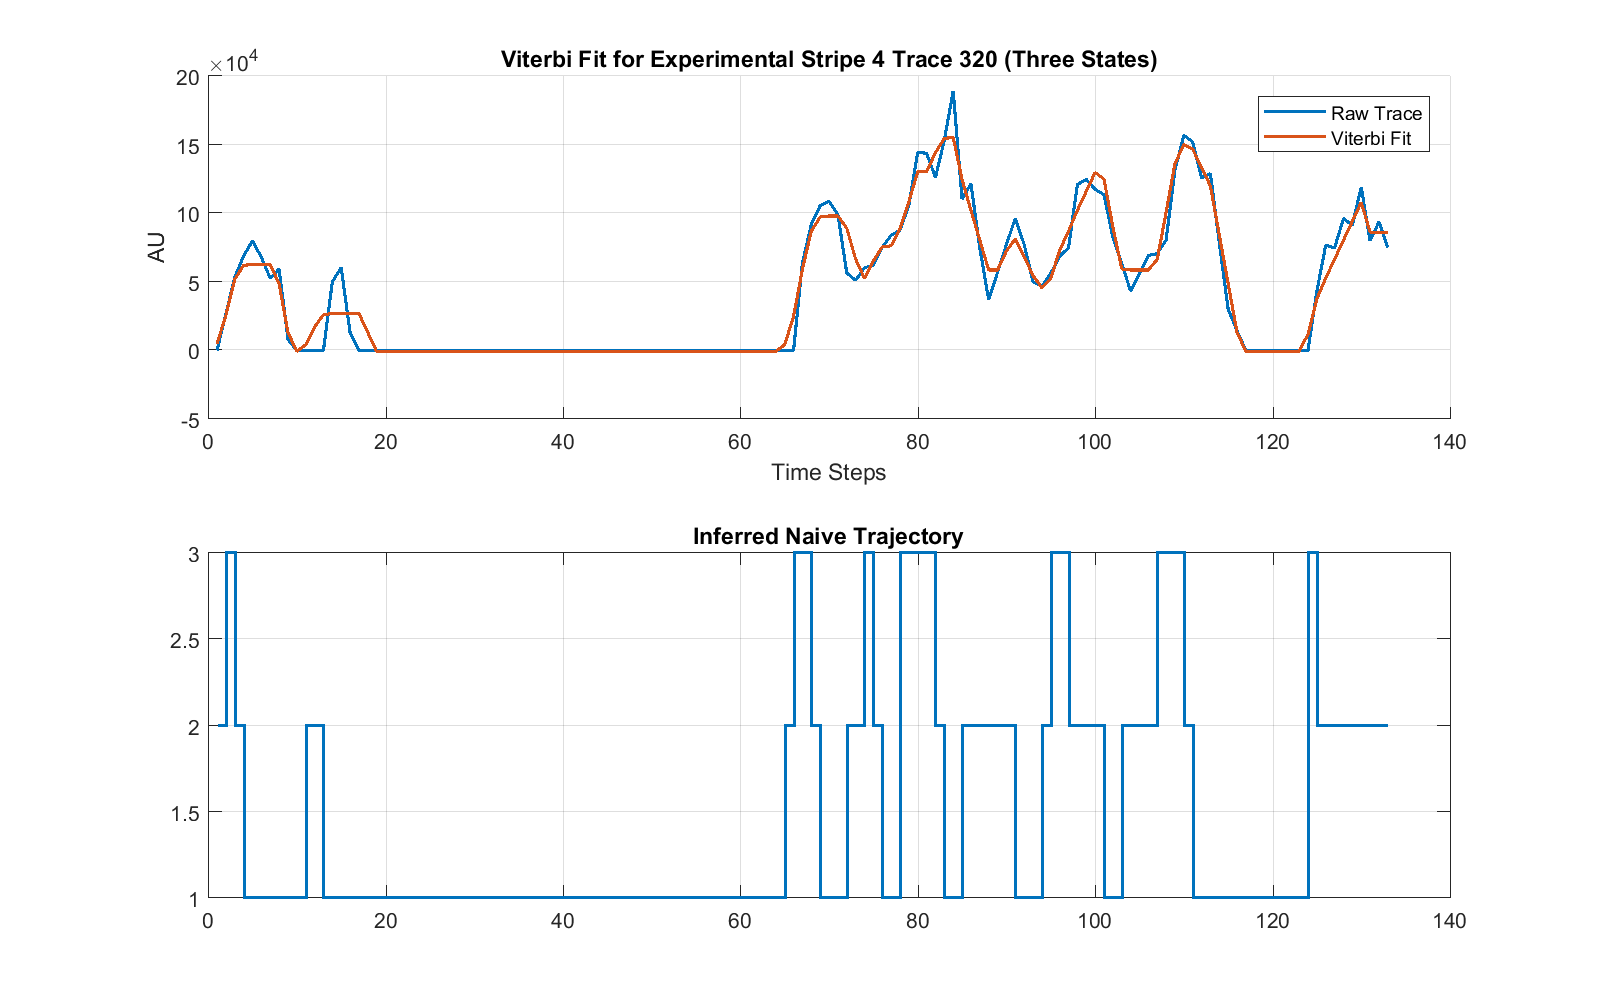 Viterbi Fit for Experimental Stripe 4 Trace 320 (Three States)
×10⁴
20
15
10
5
0
-5
AU
Raw Trace
Viterbi Fit
0 20 40 60 80 100 120 140
Time Steps
Inferred Naive Trajectory
3
2.5
2
1.5
1
0 20 40 60 80 100 120 140